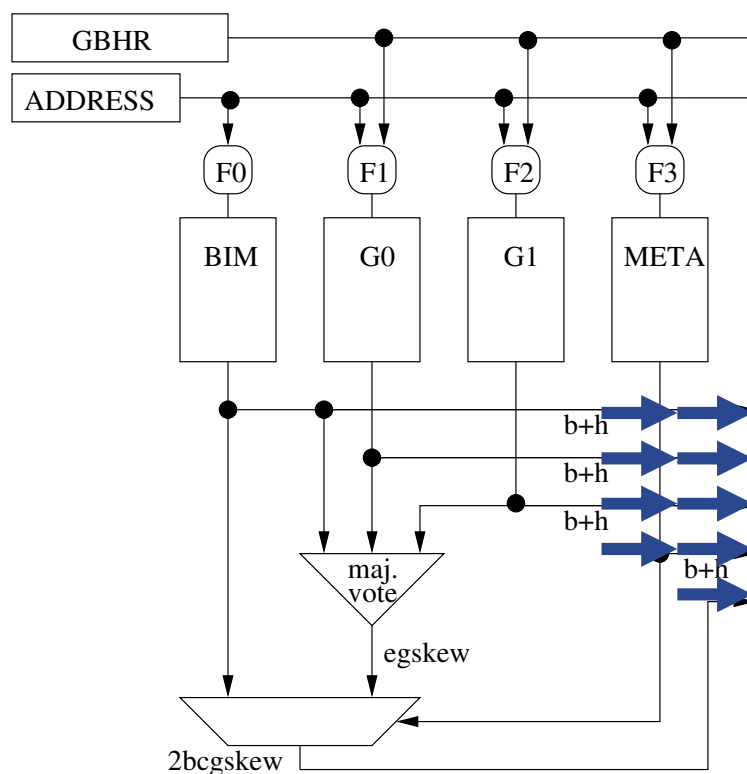 GBHR
ADDRESS
F0
F1
F2
F3
BIM
G0
G1
META
b+h
b+h
b+h
b+h
maj.
vote
egskew
2bcgskew